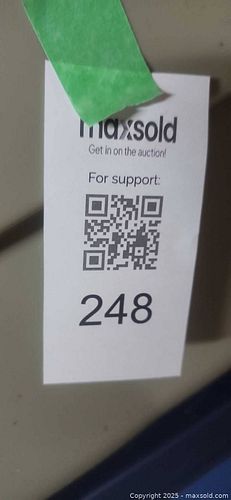 maxsold
Get in on the auction!
For support:
248
Copyright © 2025 - maxsold.com